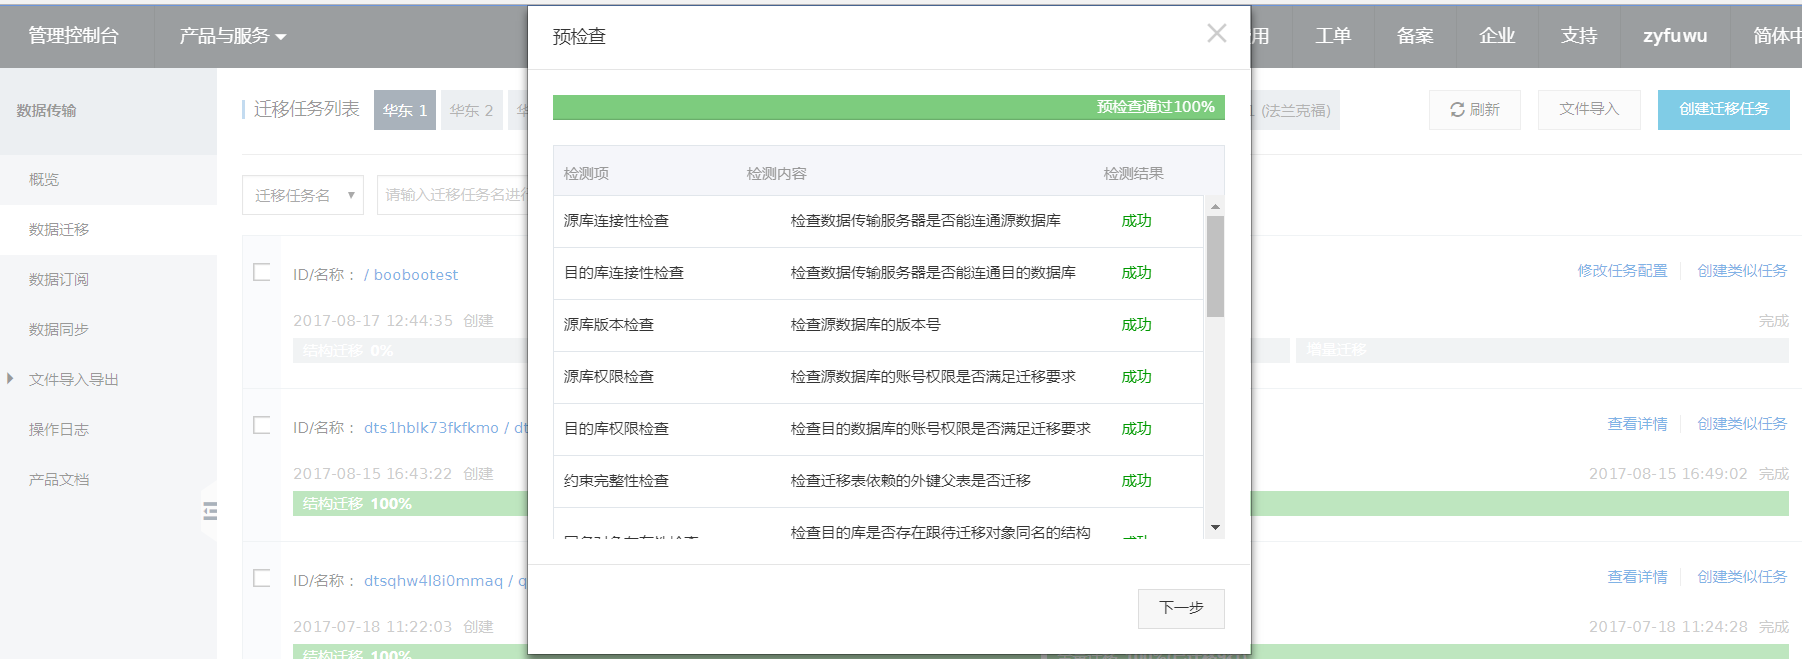 管理控制台 产品与服务 用 工单 备案 企业 支持 zyfuwu 简体中
数据传输
概览
数据迁移
数据订阅
数据同步
文件导入导出
操作日志
产品文档
迁移任务列表 华东 1 华东 2 华 1 (法兰克福) 刷新 文件导入 创建迁移任务
迁移任务名 请输入迁移任务名进行
ID/名称： / boobootest 修改任务配置 创建类似任务
2017-08-17 12:44:35 创建 完成
结构迁移 0% 增量迁移
ID/名称： dts1hblk73fkfkmo / dt 查看详情 创建类似任务
2017-08-15 16:43:22 创建 2017-08-15 16:49:02 完成
结构迁移 100%
ID/名称： dtsqhw4l8i0mmaq / q 查看详情 创建类似任务
2017-07-18 11:22:03 创建 2017-07-18 11:24:28 完成
结构迁移 100%
预检查
预检查通过100%
检测项 检测内容 检测结果
源库连接性检查 检查数据传输服务器是否能连通源数据库 成功
目的库连接性检查 检查数据传输服务器是否能连通目的数据库 成功
源库版本检查 检查源数据库的版本号 成功
源库权限检查 检查源数据库的账号权限是否满足迁移要求 成功
目的库权限检查 检查目的数据库的账号权限是否满足迁移要求 成功
约束完整性检查 检查迁移表依赖的外键父表是否迁移 成功
同名对象存在性检查 检查目的库是否存在跟待迁移对象同名的结构 成功
下一步